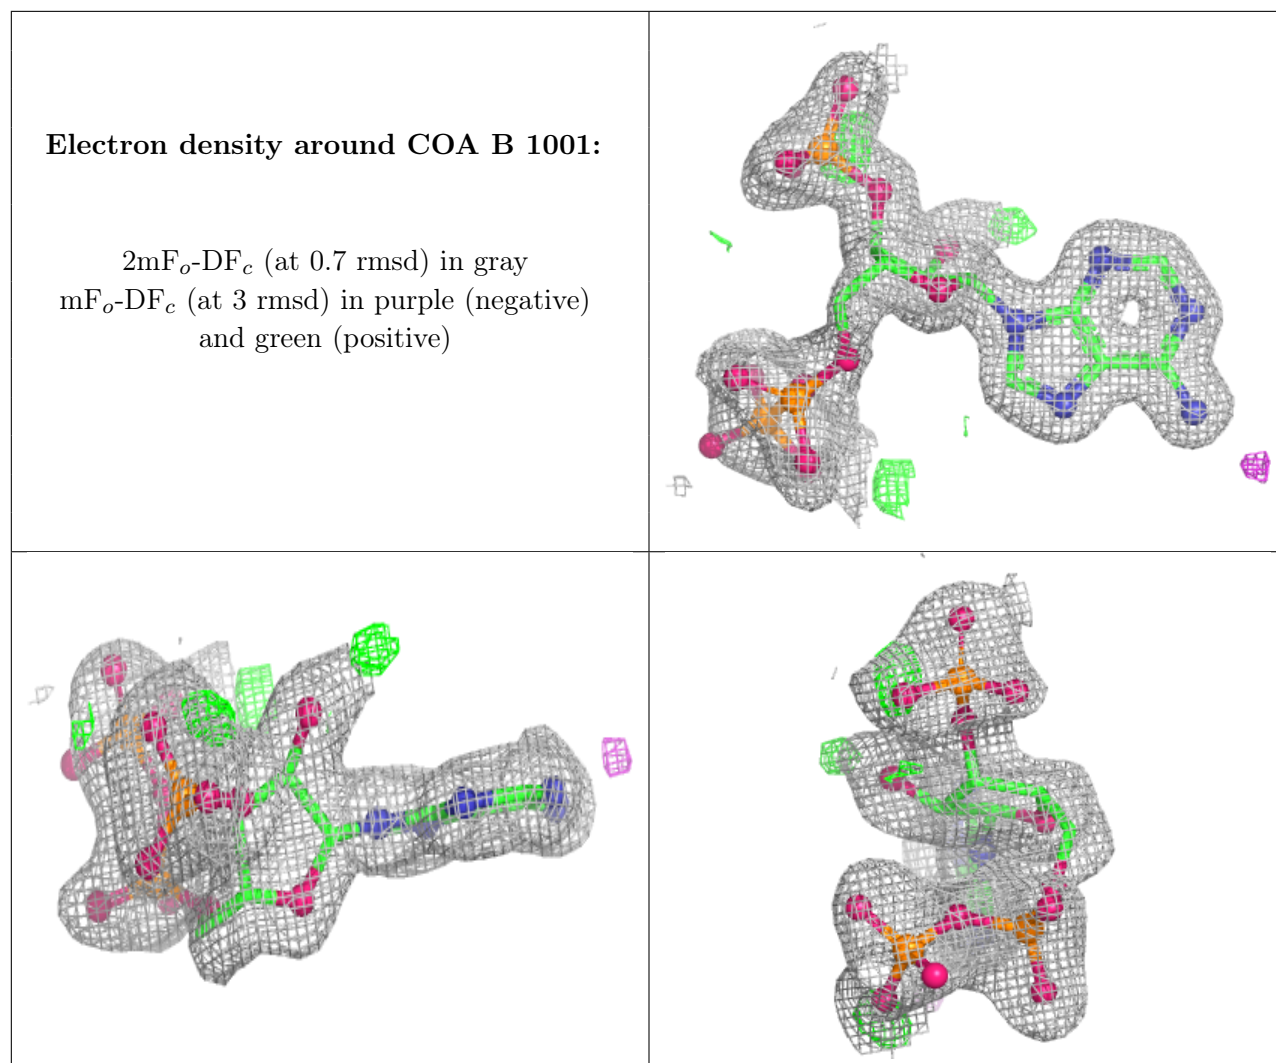 Electron density around COA B 1001:
2mFₒ-DF𝒸 (at 0.7 rmsd) in gray
mFₒ-DF𝒸 (at 3 rmsd) in purple (negative)
and green (positive)